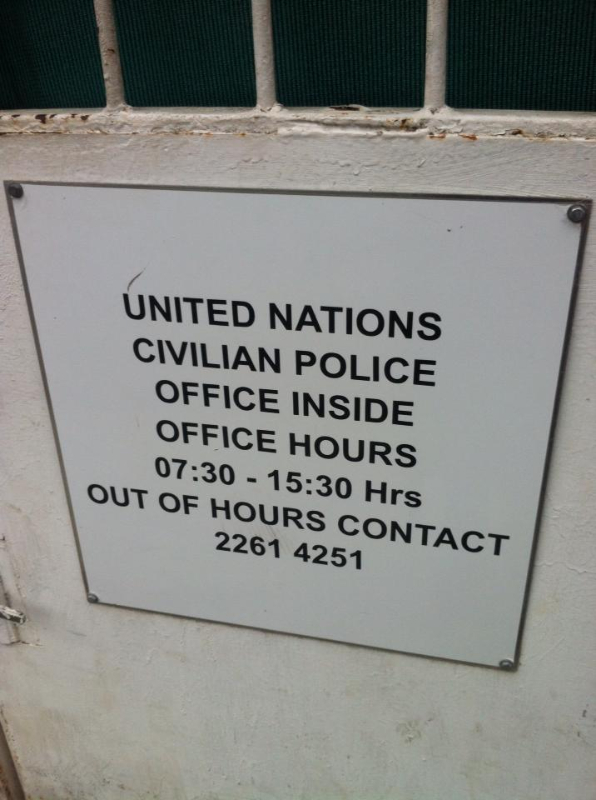 UNITED NATIONS
CIVILIAN POLICE
OFFICE INSIDE
OFFICE HOURS
07:30 - 15:30 Hrs
OUT OF HOURS CONTACT
2261 4251